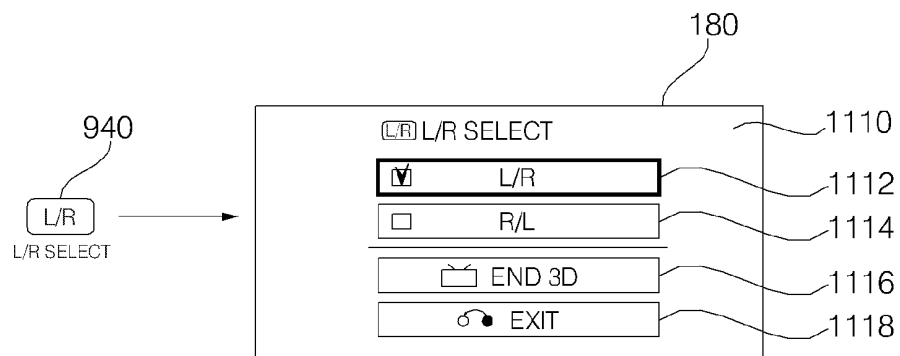 180
940
L/R
L/R SELECT
L/R L/R SELECT
1110
L/R
1112
R/L
1114
END 3D
1116
EXIT
1118